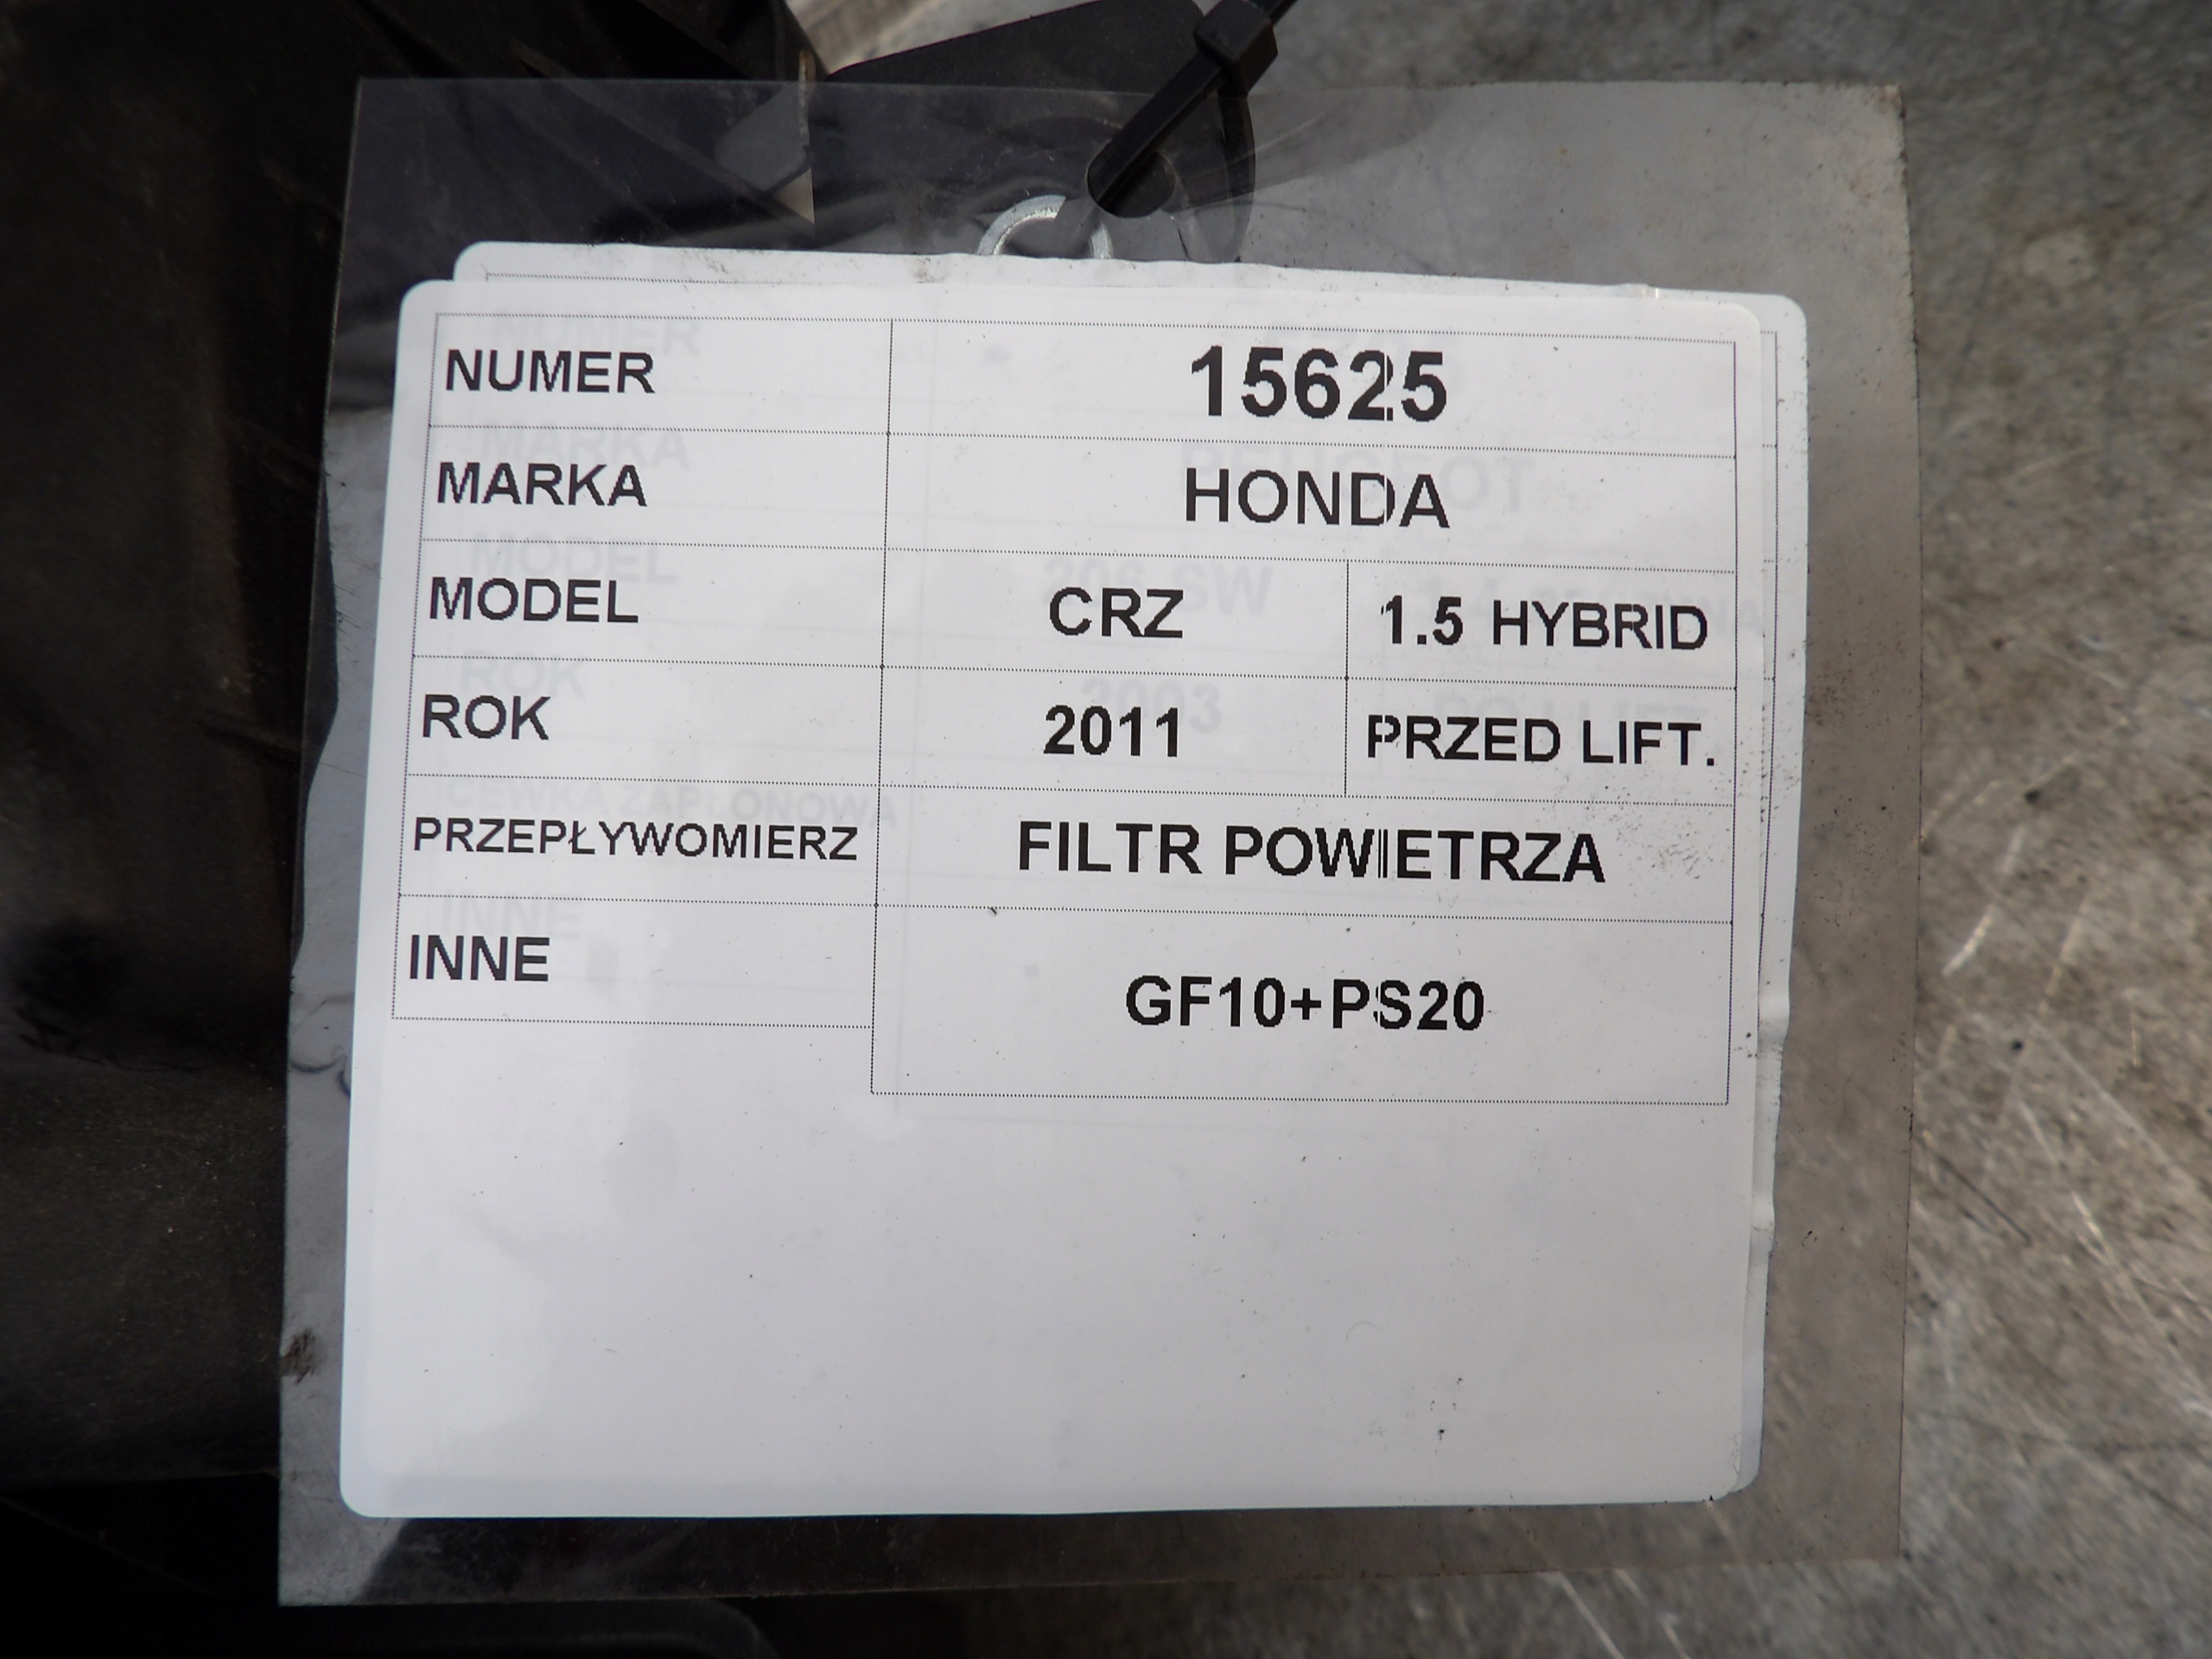 NUMER 15625
MARKA HONDA
MODEL CRZ 1.5 HYBRID
ROK 2011 PRZED LIFT.
PRZEPŁYWOMIERZ FILTR POWIETRZA
INNE GF10+PS20